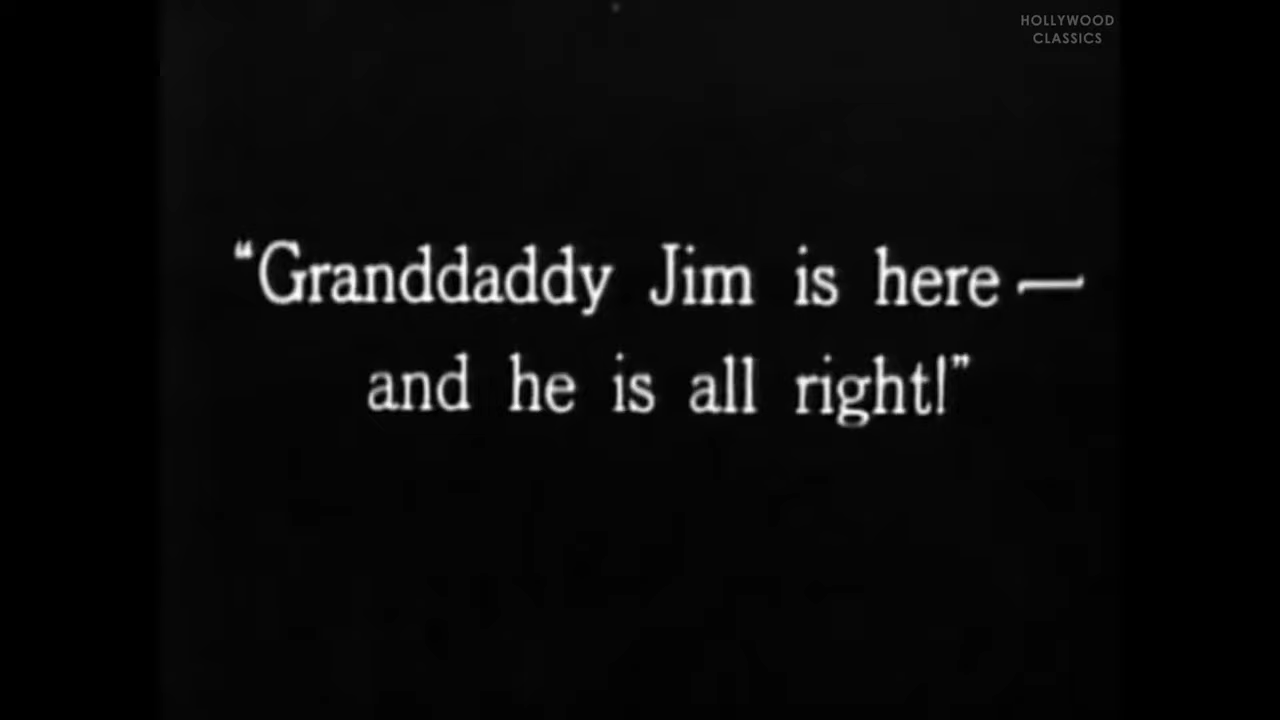 HOLLYWOOD
CLASSICS
“Granddaddy Jim is here—
and he is all right!”